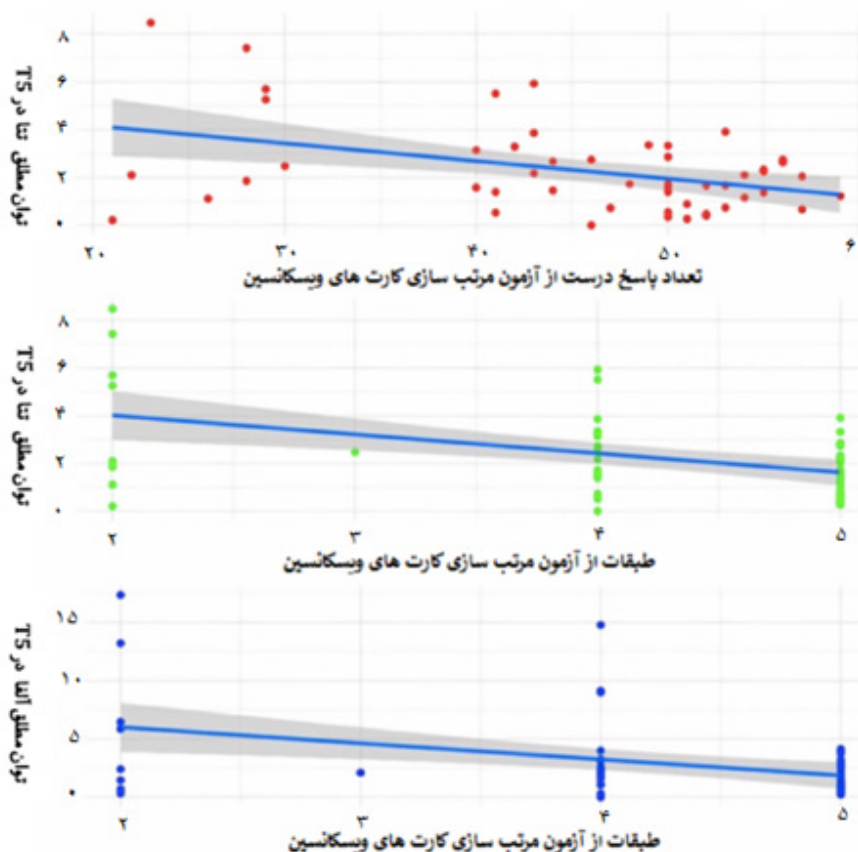 توان مطلق تتا در T5
۸
۶
۴
۲
۰
۲۰ ۳۰ ۴۰ ۵۰ ۶
تعداد پاسخ درست از آزمون مرتب سازی کارت های ویسکانسین
توان مطلق تتا در T5
۸
۶
۴
۲
۰
۲ ۳ ۴ ۵
طبقات از آزمون مرتب سازی کارت های ویسکانسین
توان مطلق آلفا در T5
۱۵
۱۰
۵
۰
۲ ۳ ۴ ۵
طبقات از آزمون مرتب سازی کارت های ویسکانسین